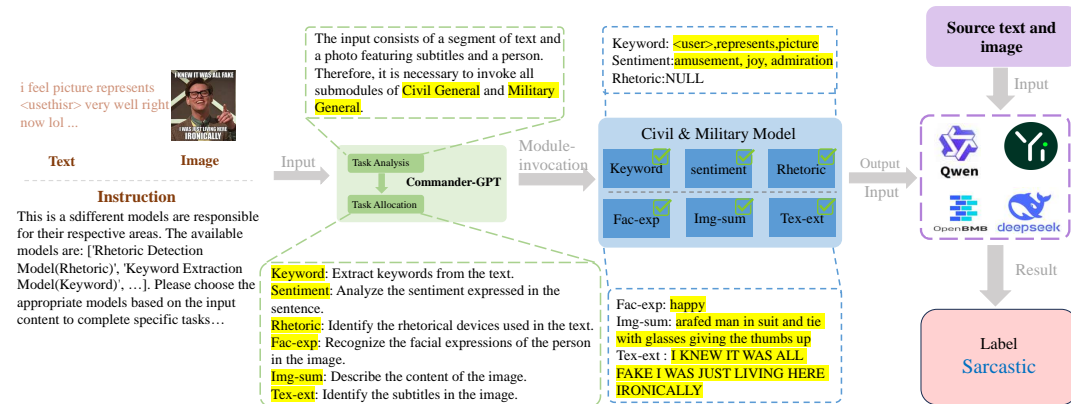 i feel picture represents
<usethisr> very well right
now lol ...
I KNEW IT WAS ALL FAKE
I WAS JUST LIVING HERE
IRONICALLY
Text
Image
Instruction
This is a sdifferent models are responsible
for their respective areas. The available
models are: ['Rhetoric Detection
Model(Rhetoric)', 'Keyword Extraction
Model(Keyword)', …]. Please choose the
appropriate models based on the input
content to complete specific tasks…
Input
The input consists of a segment of text and
a photo featuring subtitles and a person.
Therefore, it is necessary to invoke all
submodules of Civil General and Military
General.
Task Analysis
Commander-GPT
Task Allocation
Keyword: Extract keywords from the text.
Sentiment: Analyze the sentiment expressed in the
sentence.
Rhetoric: Identify the rhetorical devices used in the text.
Fac-exp: Recognize the facial expressions of the person
in the image.
Img-sum: Describe the content of the image.
Tex-ext: Identify the subtitles in the image.
Module-
invocation
Keyword: <user>,represents,picture
Sentiment:amusement, joy, admiration
Rhetoric:NULL
Civil & Military Model
Keyword
sentiment
Rhetoric
Fac-exp
Img-sum
Tex-ext
Fac-exp: happy
Img-sum: arafed man in suit and tie
with glasses giving the thumbs up
Tex-ext : I KNEW IT WAS ALL
FAKE I WAS JUST LIVING HERE
IRONICALLY
Output
Input
Source text and
image
Input
Qwen
Yi
OpenBMB
deepseek
Result
Label
Sarcastic